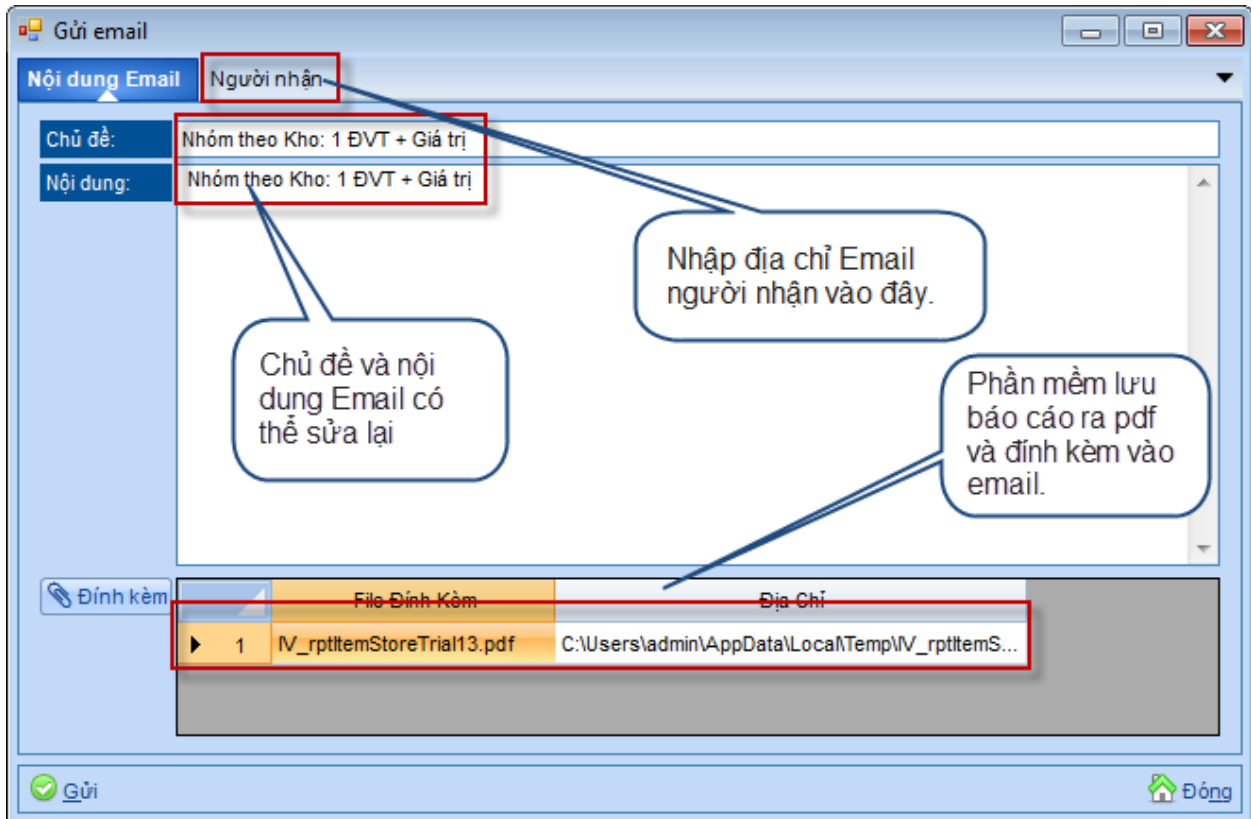 Gửi email
Nội dung Email Người nhận
Chủ đề: Nhóm theo Kho: 1 ĐVT + Giá trị
Nội dung: Nhóm theo Kho: 1 ĐVT + Giá trị
Nhập địa chỉ Email
người nhận vào đây.
Chủ đề và nội
dung Email có
thể sửa lại
Phần mềm lưu
báo cáo ra pdf
và đính kèm vào
email.
Đính kèm File Đính Kèm Địa Chỉ
1 IV_rptItemStoreTrial13.pdf C:\Users\admin\AppData\Local\Temp\IV_rptItemS...
Gửi Đóng